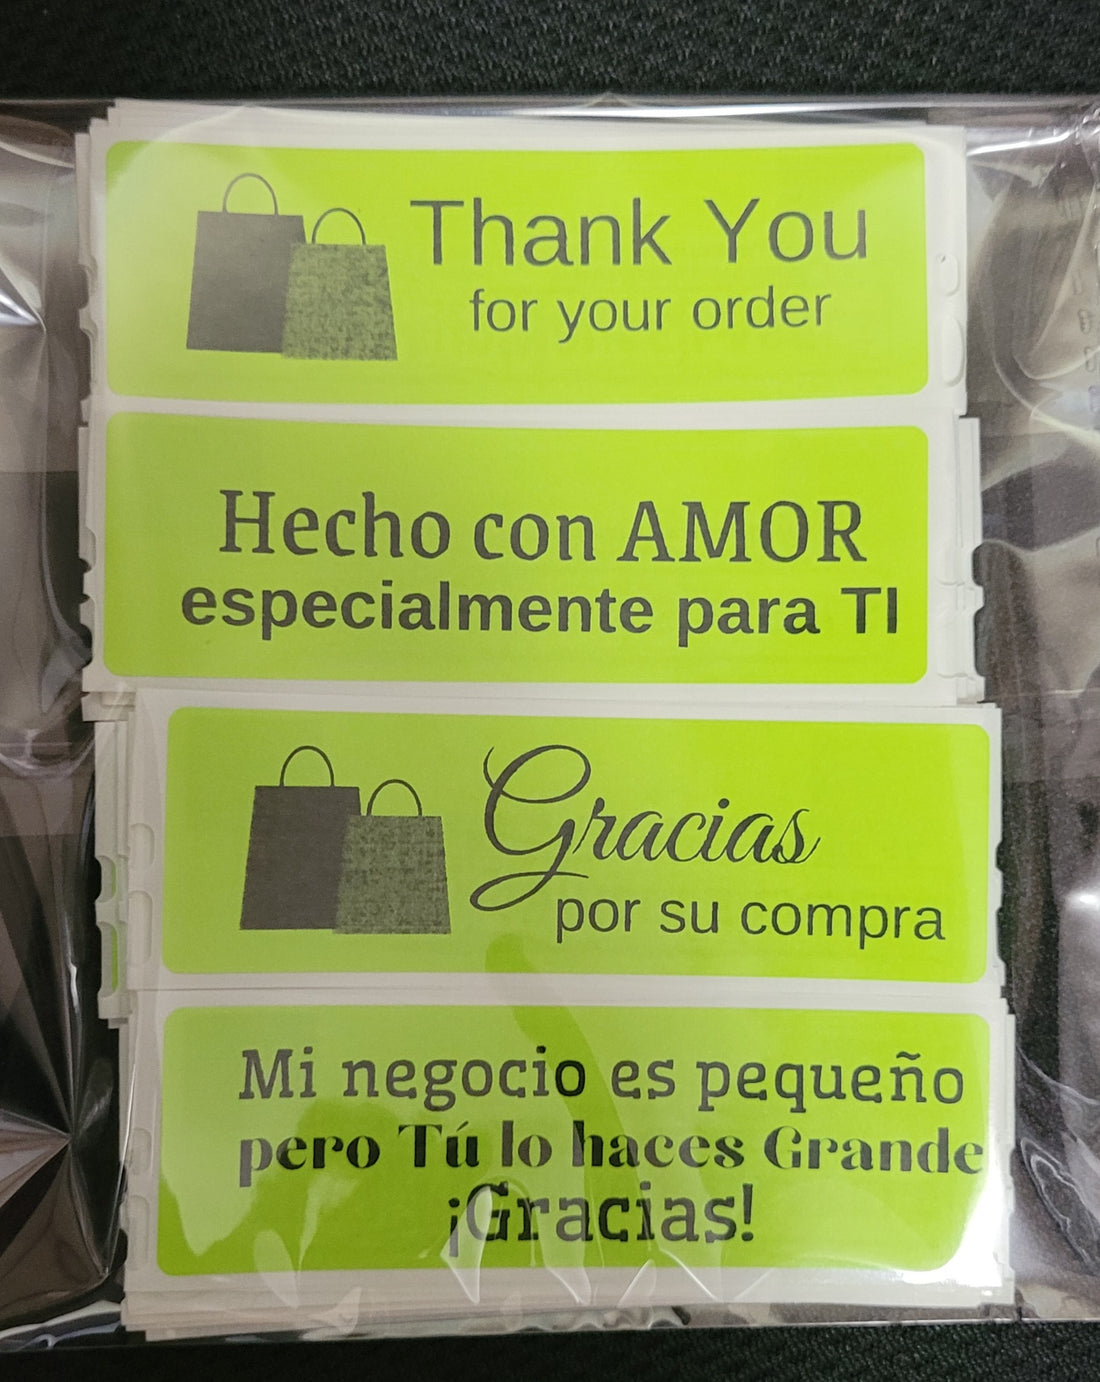 Thank You
for your order
Hecho con AMOR
especialmente para TI
Gracias
por su compra
Mi negocio es pequeño
pero Tú lo haces Grande
¡Gracias!